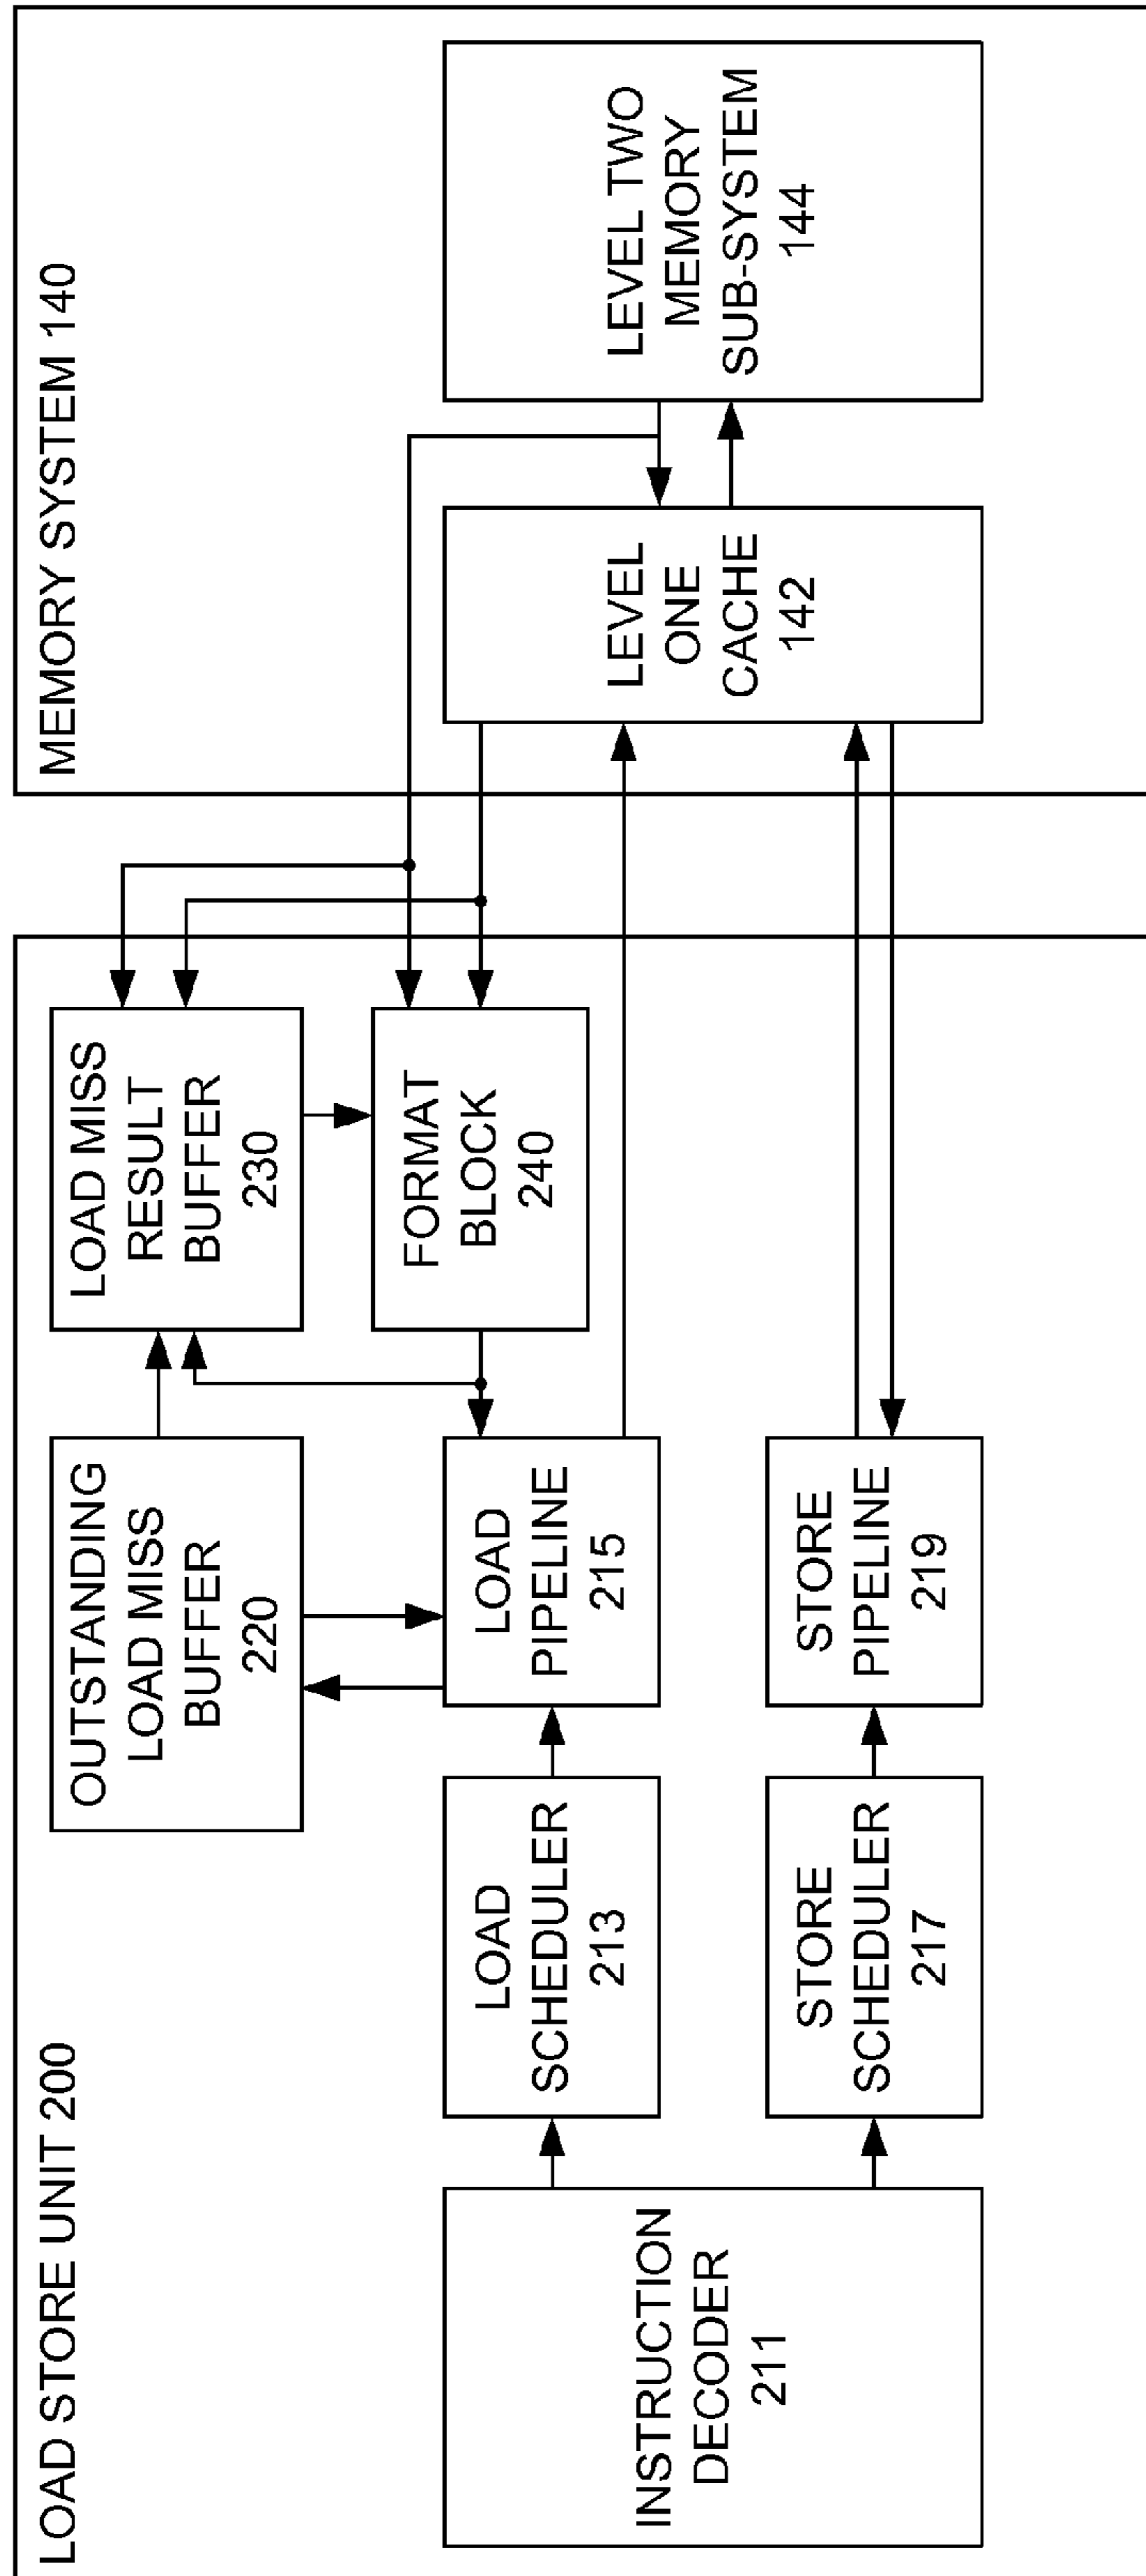 LOAD STORE UNIT 200
INSTRUCTION
DECODER
211
LOAD
SCHEDULER
213
STORE
SCHEDULER
217
OUTSTANDING
LOAD MISS
BUFFER
220
LOAD
PIPELINE
215
STORE
PIPELINE
219
LOAD MISS
RESULT
BUFFER
230
FORMAT
BLOCK
240
MEMORY SYSTEM 140
LEVEL
ONE
CACHE
142
LEVEL TWO
MEMORY
SUB-SYSTEM
144